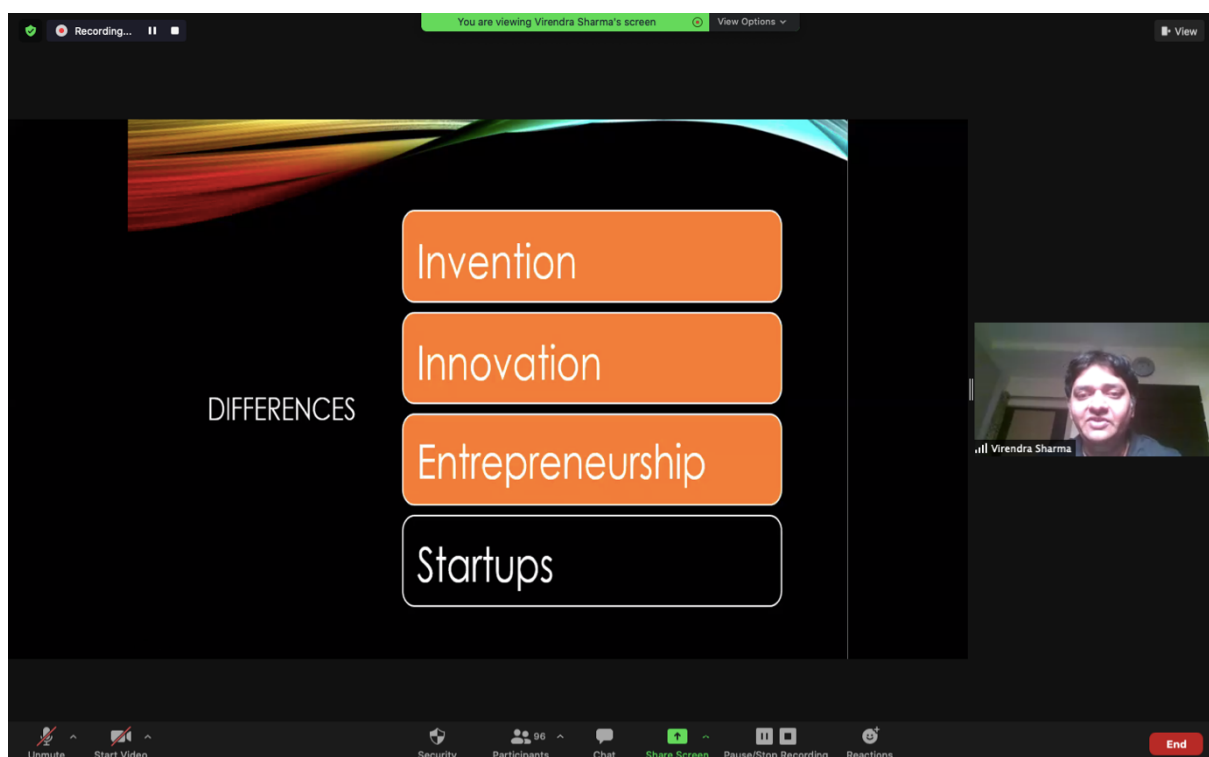 Recording...
You are viewing Virendra Sharma's screen
View Options
View
Invention
Innovation
DIFFERENCES
Entrepreneurship
Startups
Virendra Sharma
Unmute
Start Video
Security
Participants
96
Chat
Share Screen
Pause/Stop Recording
Reactions
End